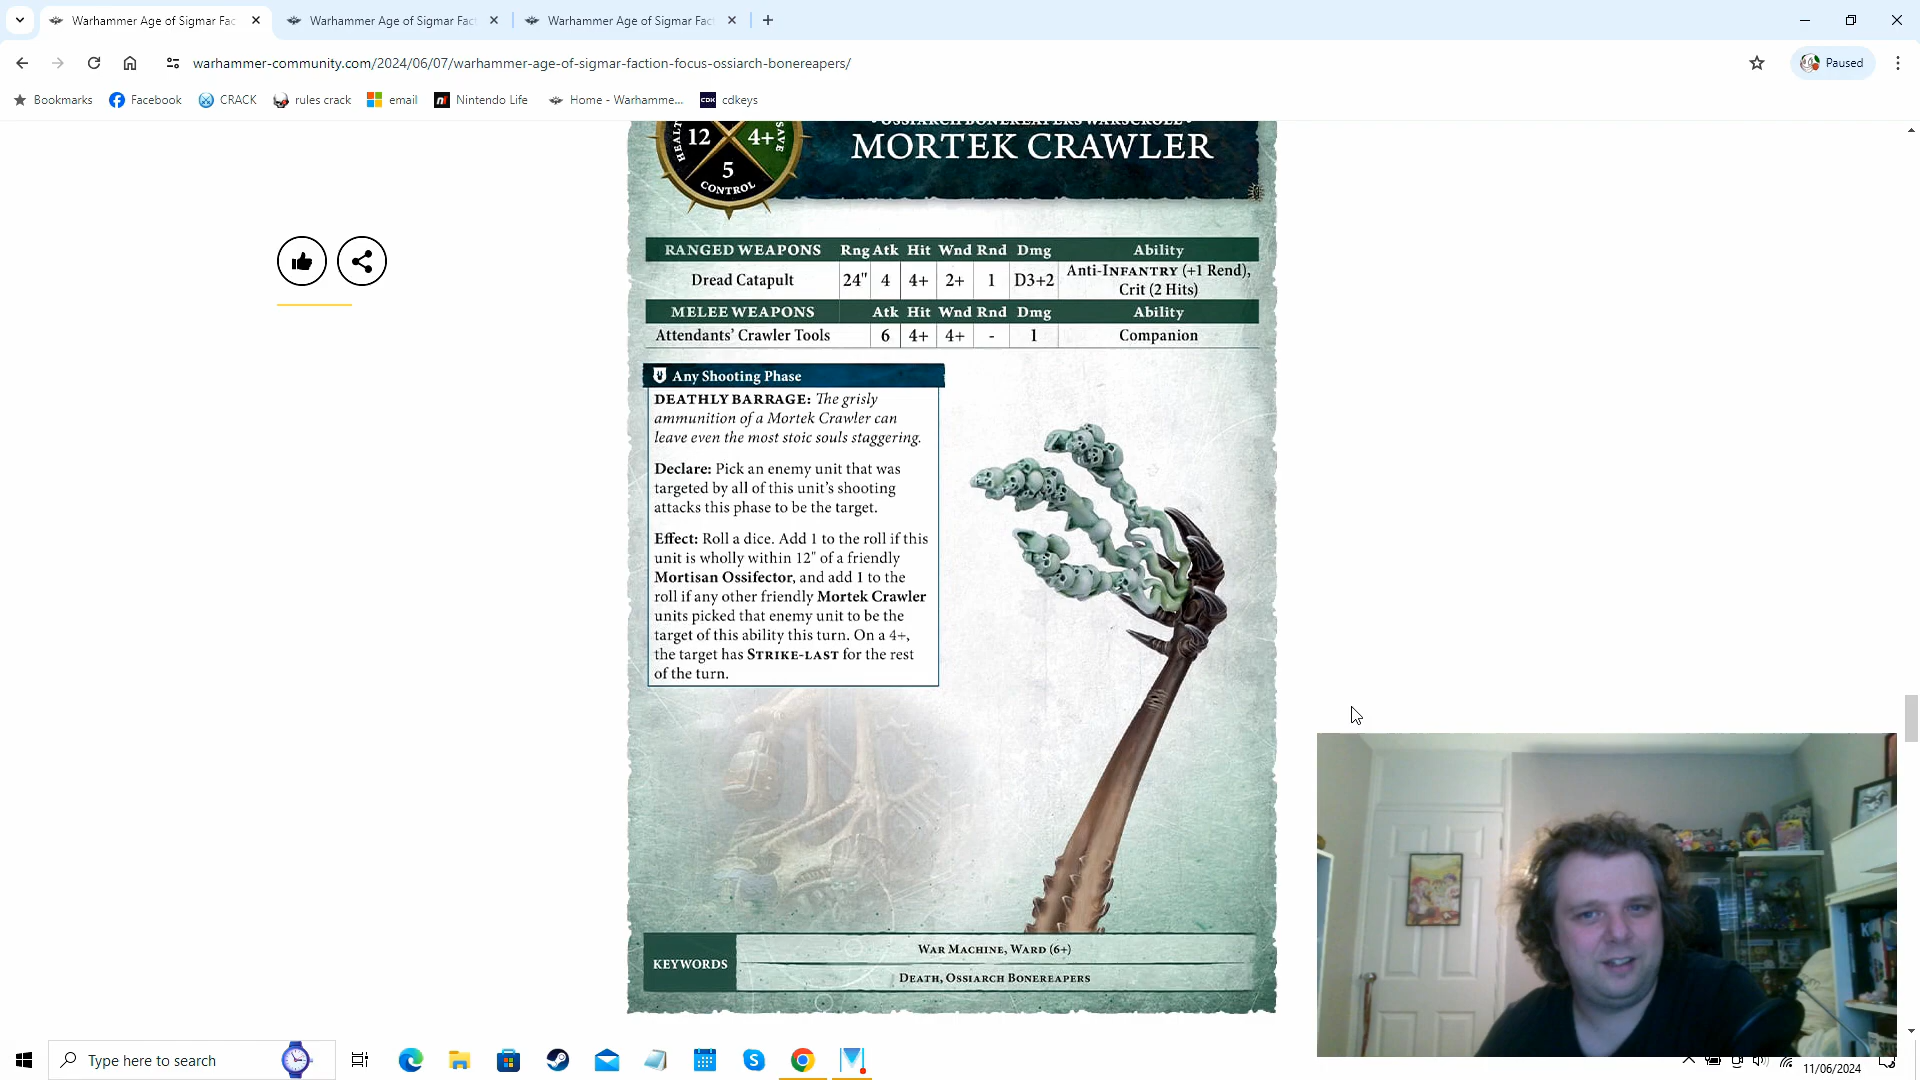 Warhammer Age of Sigmar Fac
Warhammer Age of Sigmar Fac
Warhammer Age of Sigmar Fac
warhammer-community.com/2024/06/07/warhammer-age-of-sigmar-faction-focus-ossiarch-bonereapers/
Paused
Bookmarks
Facebook
CRACK
rules crack
email
Nintendo Life
Home - Warhamme...
CDK
cdkeys
• OSSIARCH BONEREAPERS WARSCROLL •
MORTEK CRAWLER
HEALTH
12
4+
SAVE
5
CONTROL
RANGED WEAPONS Rng Atk Hit Wnd Rnd Dmg Ability
Dread Catapult 24" 4 4+ 2+ 1 D3+2 Anti-INFANTRY (+1 Rend),
Crit (2 Hits)
MELEE WEAPONS Atk Hit Wnd Rnd Dmg Ability
Attendants' Crawler Tools 6 4+ 4+ - 1 Companion
Any Shooting Phase
DEATHLY BARRAGE: The grisly
ammunition of a Mortek Crawler can
leave even the most stoic souls staggering.
Declare: Pick an enemy unit that was
targeted by all of this unit's shooting
attacks this phase to be the target.
Effect: Roll a dice. Add 1 to the roll if this
unit is wholly within 12" of a friendly
Mortisan Ossifector, and add 1 to the
roll if any other friendly Mortek Crawler
units picked that enemy unit to be the
target of this ability this turn. On a 4+,
the target has STRIKE-LAST for the rest
of the turn.
KEYWORDS
WAR MACHINE, WARD (6+)
DEATH, OSSIARCH BONEREAPERS
Type here to search
11/06/2024